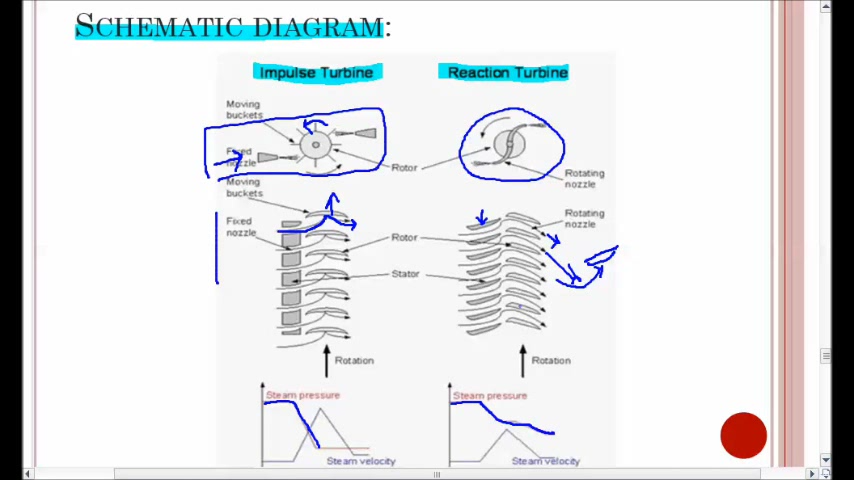 SCHEMATIC DIAGRAM:
Impulse Turbine
Reaction Turbine
Moving
buckets
Fixed
nozzle
Rotor
Rotating
nozzle
Moving
buckets
Fixed
nozzle
Rotor
Stator
Rotating
nozzle
Rotation
Rotation
Steam pressure
Steam velocity
Steam pressure
Steam velocity